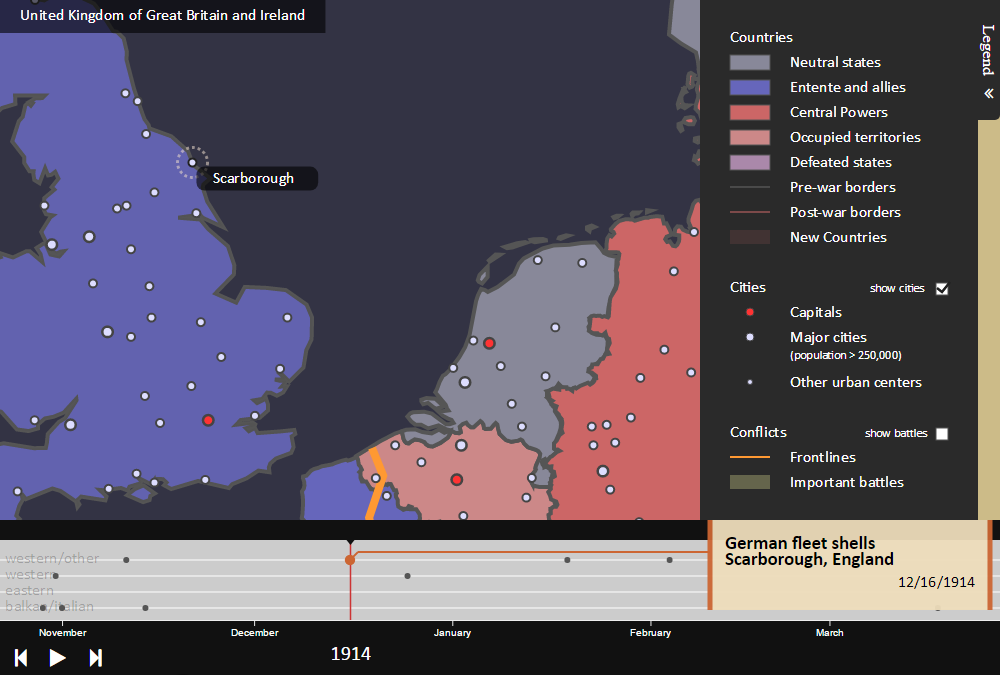 United Kingdom of Great Britain and Ireland
Scarborough
Legend
Countries
Neutral states
Entente and allies
Central Powers
Occupied territories
Defeated states
Pre-war borders
Post-war borders
New Countries
Cities
show cities
Capitals
Major cities
(population > 250,000)
Other urban centers
Conflicts
show battles
Frontlines
Important battles
German fleet shells
Scarborough, England
12/16/1914
western/other
western
eastern
balkan/italian
November
December
January
February
March
1914